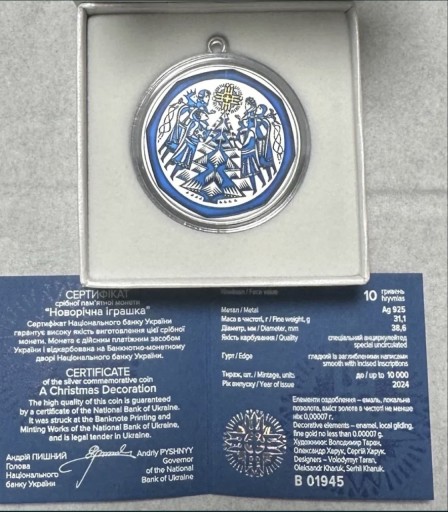 СЕРТИФІКАТ
срібної пам'ятної монети
"Новорічна іграшка"
Сертифікат Національного банку України
гарантує високу якість виготовлення цієї срібної
монети. Монета є дійсним платіжним засобом
України і відкарбована на Банкнотно-монетному
дворі Національного банку України.
CERTIFICATE
of the silver commemorative coin
A Christmas Decoration
The high quality of this coin is guaranteed
by a certificate of the National Bank of Ukraine.
It was struck at the Banknote Printing and
Minting Works of the National Bank of Ukraine,
and is legal tender in Ukraine.
Андрій ПИШНИЙ
Голова
Національного
банку України
Andriy PYSHNYY
Governor
of the National
Bank of Ukraine
Номінал / Face value 10 гривень
hryvnias
Метал / Metal Ag 925
Маса в чистоті, г / Fine weight, g 31,1
Діаметр, мм / Diameter, mm 38,6
Якість карбування / Quality спеціальний анциркулейтед
special uncirculated
Гурт / Edge гладкий із заглибленим написами
smooth with incised inscriptions
Тираж, шт. / Mintage, units до / up to 10 000
Рік випуску / Year of issue 2024
Елементи оздоблення – емаль, локальна
позолота, вміст золота в чистоті не менше
ніж 0,00007 г.
Decorative elements – enamel, local gilding,
fine gold no less than 0.00007 g.
Художники: Володимир Таран,
Олександр Харук, Сергій Харук.
Designers – Volodymyr Taran,
Oleksandr Kharuk, Serhii Kharuk.
B 01945